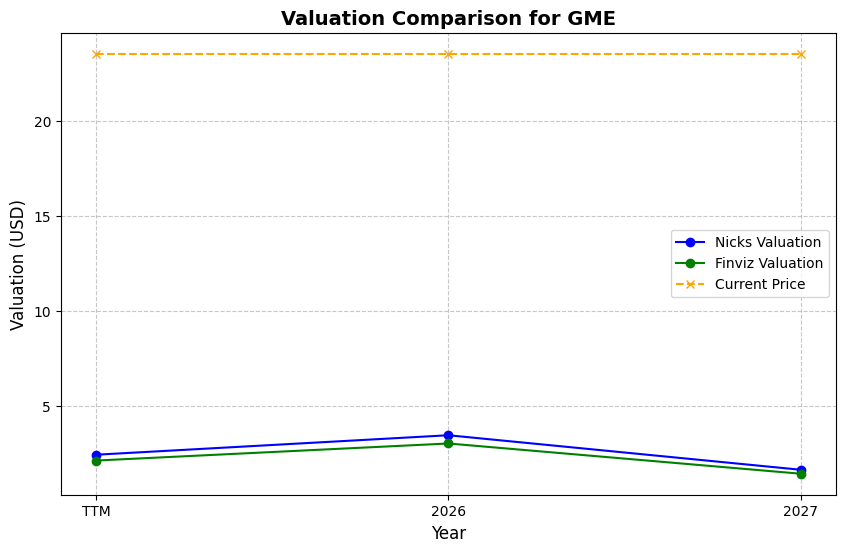 Valuation Comparison for GME
Valuation (USD)
20
15
10
5
Nicks Valuation
Finviz Valuation
Current Price
TTM
2026
2027
Year